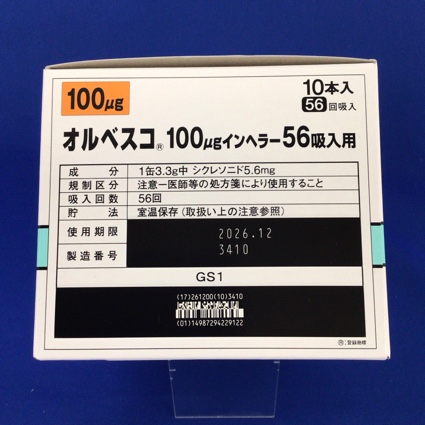 100μg
10本入
56回吸入
オルベスコ® 100μgインヘラー56吸入用
成分 1缶3.3g中 シクレソニド5.6mg
規制区分 注意ー医師等の処方箋により使用すること
吸入回数 56回
貯法 室温保存(取扱い上の注意参照)
使用期限 2026.12
製造番号 3410
GS1
(17)261200(10)3410
(01)14987294229122
®:登録商標